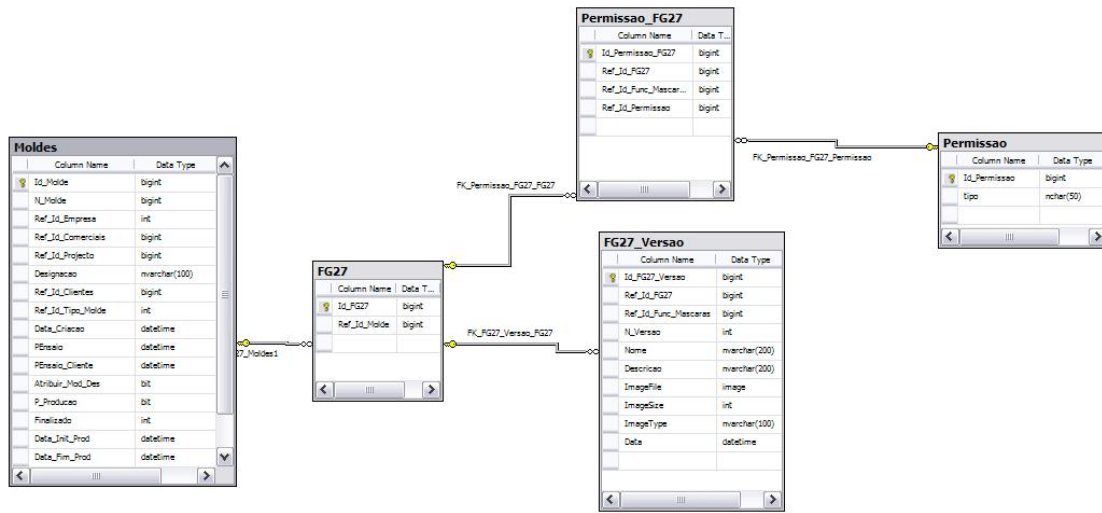 Permissao_FG27
Column Name Data T...
Id_Permissao_FG27 bigint
Ref_Id_FG27 bigint
Ref_Id_Func_Mascar... bigint
Ref_Id_Permissao bigint
Permissao
Column Name Data Type
Id_Permissao bigint
tipo nchar(50)
FK_Permissao_FG27_Permissao
FK_Permissao_FG27_FG27
Moldes
Column Name Data Type
Id_Molde bigint
N_Molde bigint
Ref_Id_Empresa int
Ref_Id_Comerciais bigint
Ref_Id_Projecto bigint
Designacao nvarchar(100)
Ref_Id_Clientes bigint
Ref_Id_Tipo_Molde int
Data_Criacao datetime
PEnsaio datetime
PEnsaio_Cliente datetime
Atribuir_Mod_Des bit
P_Producao bit
Finalizado int
Data_Init_Prod datetime
Data_Fim_Prod datetime
27_Moldes1
FG27
Column Name Data T...
Id_FG27 bigint
Ref_Id_Molde bigint
FK_FG27_Versao_FG27
FG27_Versao
Column Name Data Type
Id_FG27_Versao bigint
Ref_Id_FG27 bigint
Ref_Id_Func_Mascaras bigint
N_Versao int
Nome nvarchar(200)
Descricao nvarchar(200)
ImageFile image
ImageSize int
ImageType nvarchar(100)
Data datetime